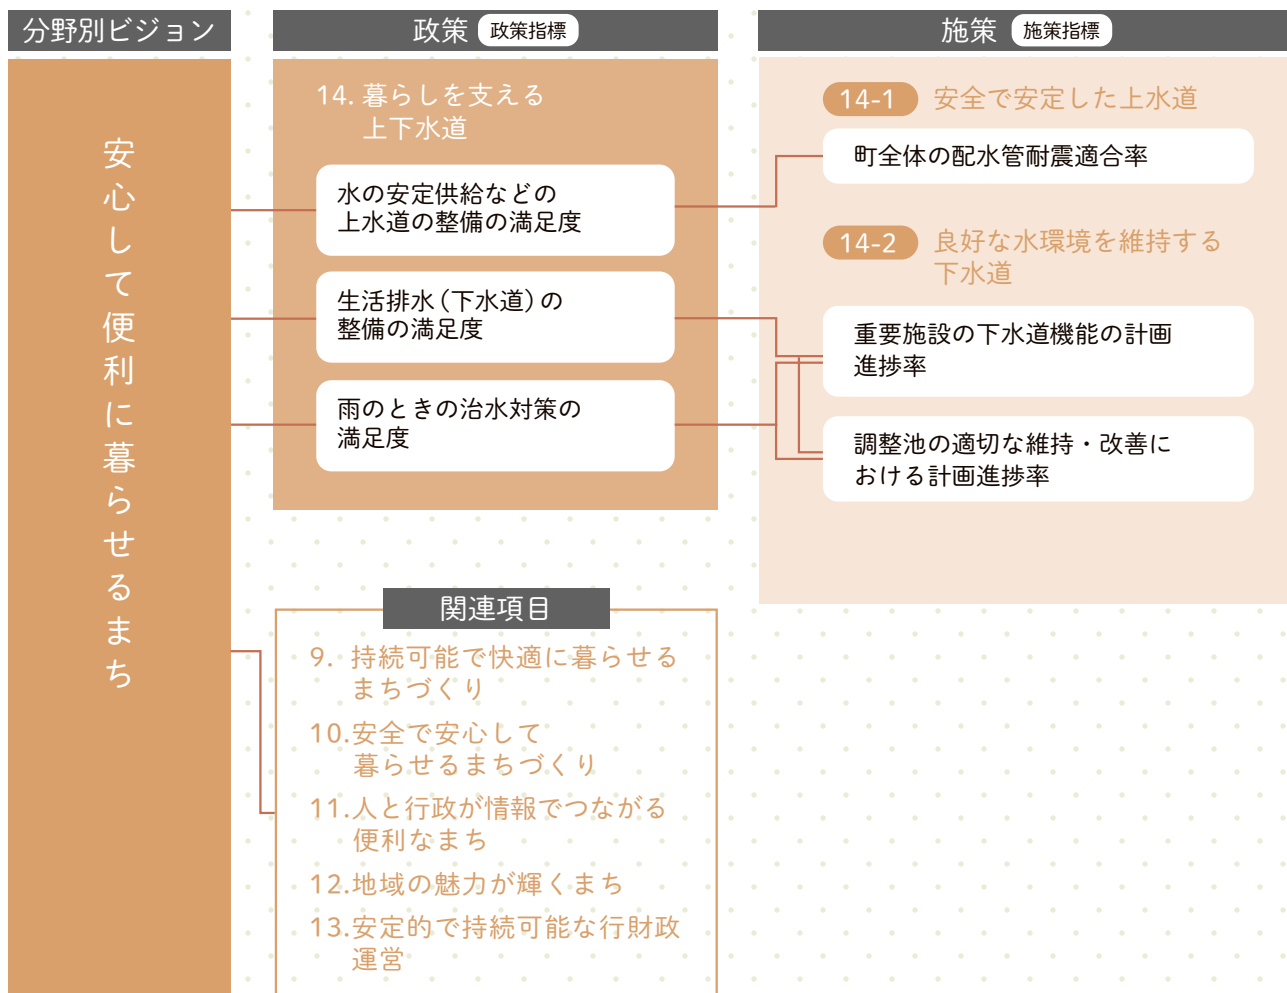 分野別ビジョン
安心して便利に暮らせるまち
政策 政策指標
14. 暮らしを支える
上下水道
水の安定供給などの
上水道の整備の満足度
生活排水（下水道）の
整備の満足度
雨のときの治水対策の
満足度
施策 施策指標
14-1 安全で安定した上水道
町全体の配水管耐震適合率
14-2 良好な水環境を維持する
下水道
重要施設の下水道機能の計画
進捗率
調整池の適切な維持・改善に
おける計画進捗率
関連項目
9. 持続可能で快適に暮らせる
まちづくり
10.安全で安心して
暮らせるまちづくり
11.人と行政が情報でつながる
便利なまち
12.地域の魅力が輝くまち
13.安定的で持続可能な行財政
運営